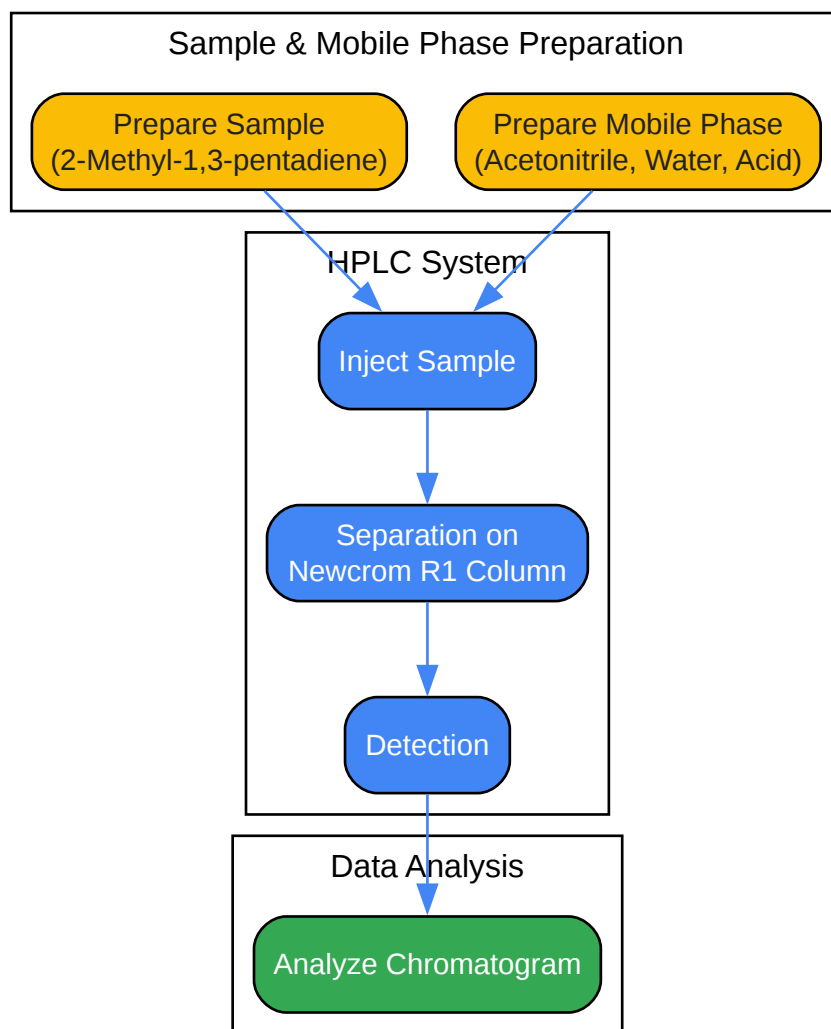 Sample & Mobile Phase Preparation
Prepare Sample
(2-Methyl-1,3-pentadiene)
Prepare Mobile Phase
(Acetonitrile, Water, Acid)
HPLC System
Inject Sample
Separation on
Newcrom R1 Column
Detection
Data Analysis
Analyze Chromatogram